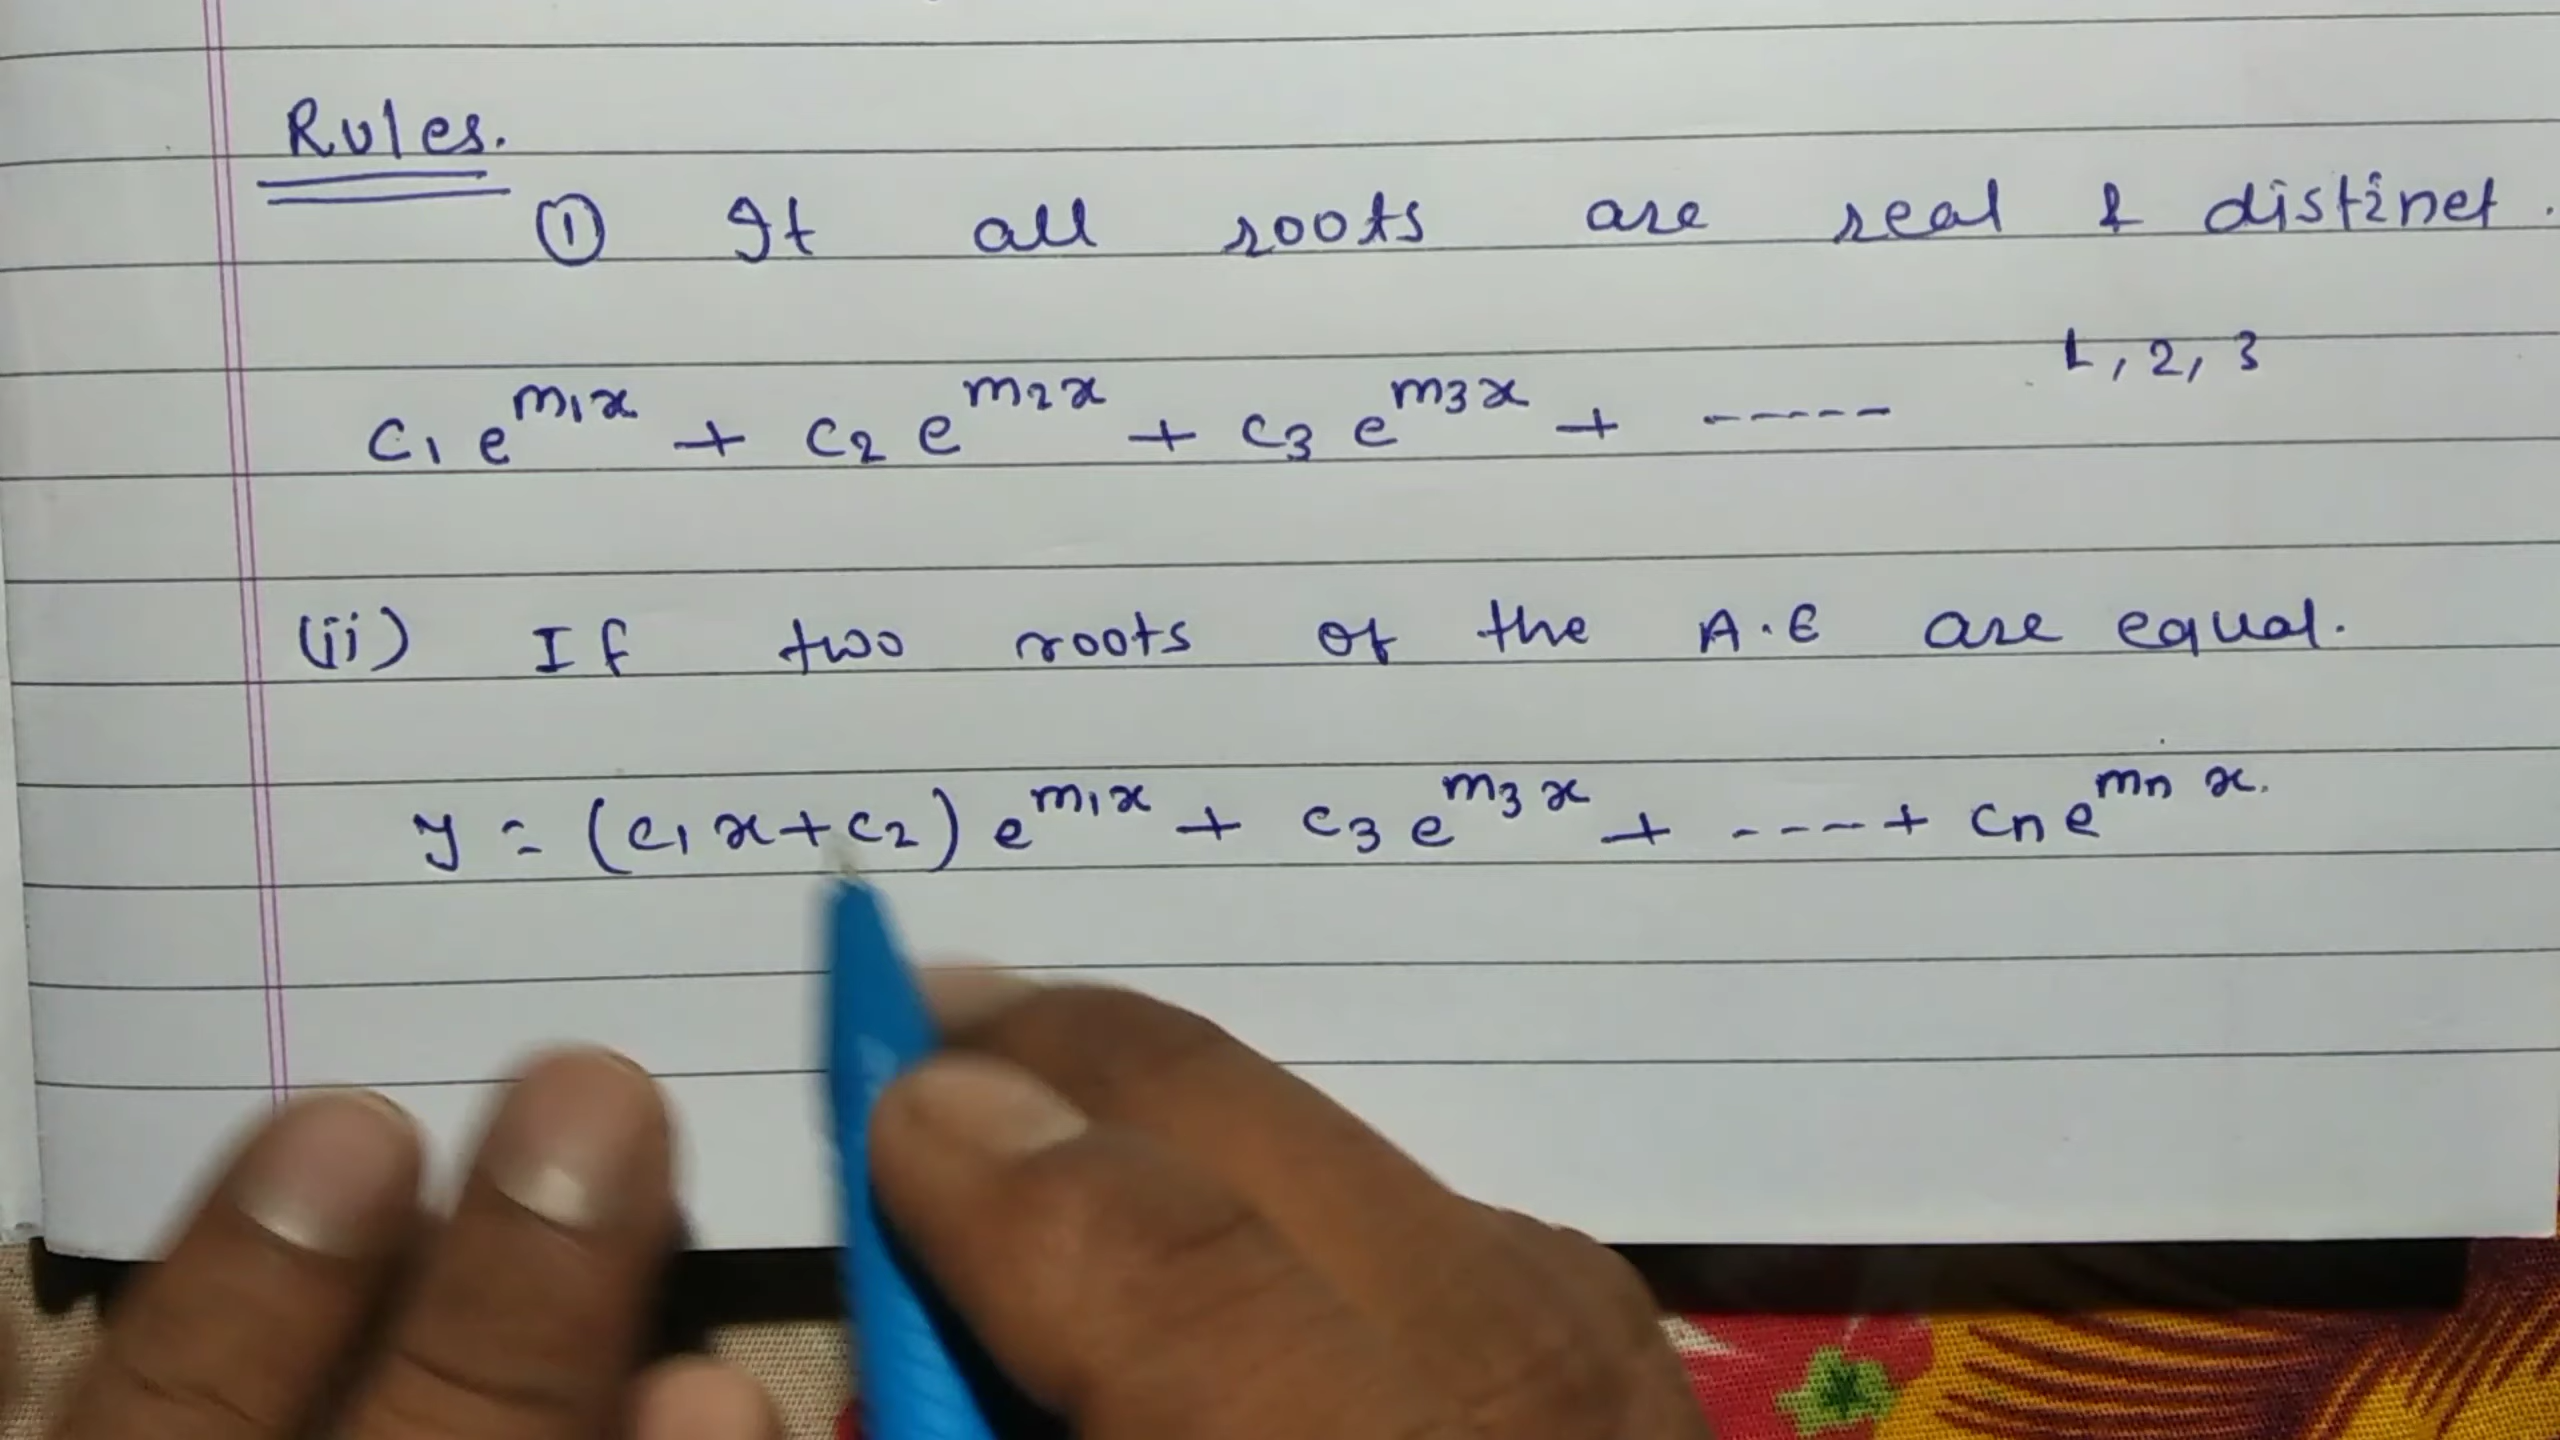 Rules.
① If all roots are real & distinct.
1, 2, 3
c₁ e^{m₁x} + c₂ e^{m₂x} + c₃ e^{m₃x} + -----
(ii) If two roots of the A.E are equal.
y = (c₁x+c₂) e^{m₁x} + c₃ e^{m₃x} + ---- + cₙ e^{mₙ x}.